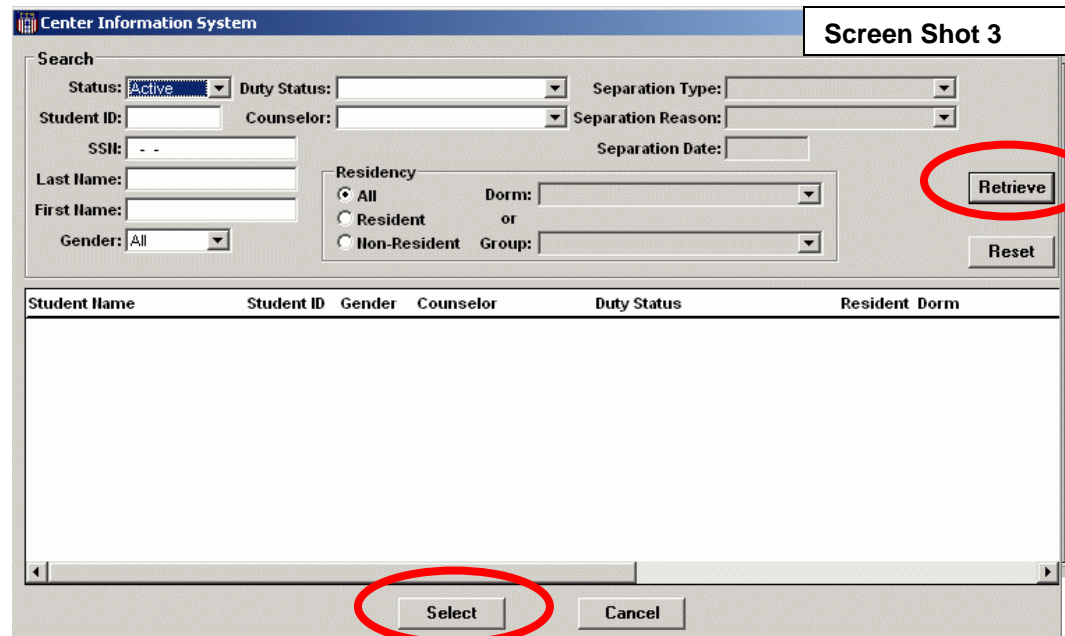 Center Information System
Screen Shot 3
Search
Status: Active Duty Status: Separation Type:
Student ID: Counselor: Separation Reason:
SSN: - - Separation Date:
Last Name: Residency
All Dorm: Retrieve
First Name: Resident or
Gender: All Non-Resident Group: Reset
Student Name Student ID Gender Counselor Duty Status Resident Dorm
Select Cancel